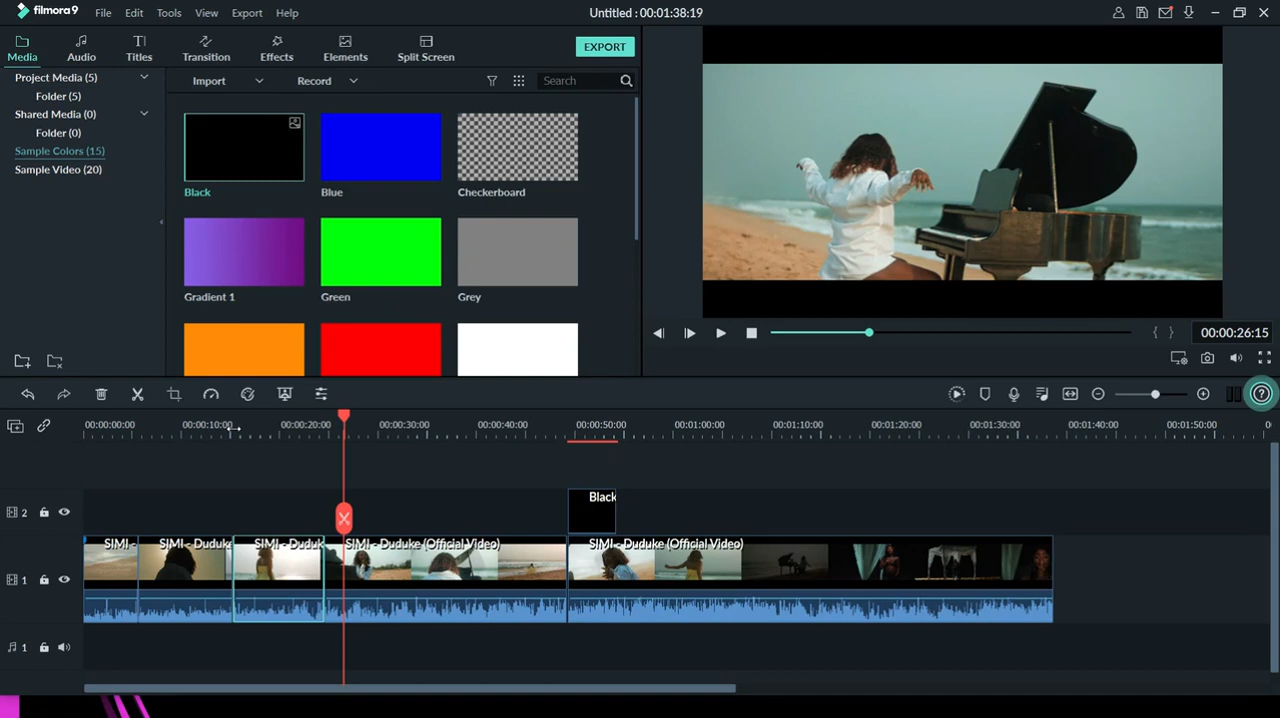 filmora9 File Edit Tools View Export Help Untitled : 00:01:38:19
Media Audio Titles Transition Effects Elements Split Screen EXPORT
Project Media (5)
Folder (5)
Shared Media (0)
Folder (0)
Sample Colors (15)
Sample Video (20)
Import Record Search
Black Blue Checkerboard
Gradient 1 Green Grey
00:00:26:15
00:00:00:00 00:00:10:00 00:00:20:00 00:00:30:00 00:00:40:00 00:00:50:00 00:01:00:00 00:01:10:00 00:01:20:00 00:01:30:00 00:01:40:00 00:01:50:00 0
2 Black
SIMI - SIMI - Duduke SIMI - Duduk SIMI - Duduke (Official Video) SIMI - Duduke (Official Video)
1
1